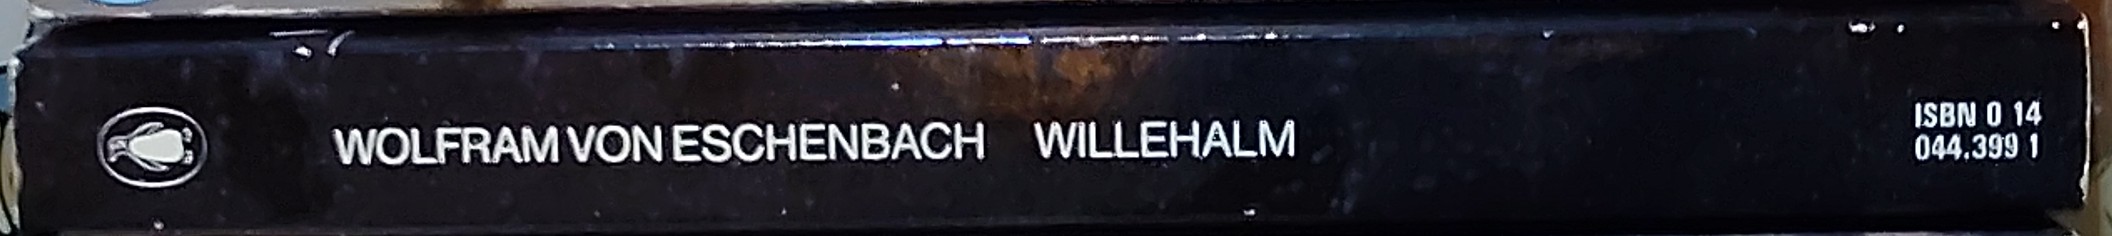 WOLFRAM VON ESCHENBACH WILLEHALM
ISBN 0 14
044.399 1